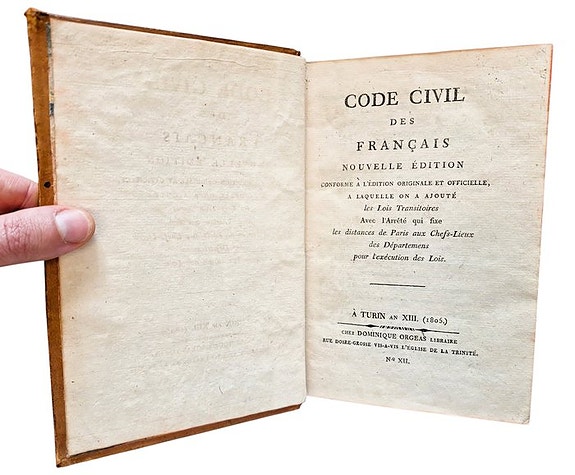 CODE CIVIL
DES
FRANÇAIS
NOUVELLE ÉDITION
CONFORME À L'ÉDITION ORIGINALE ET OFFICIELLE,
A LAQUELLE ON A AJOUTÉ
les Lois Transitoires
Avec l'Arrêté qui fixe
les distances de Paris aux Chefs-Lieux
des Départemens
pour l'exécution des Lois.
À TURIN AN XIII. (1805.)
CHEZ DOMINIQUE ORGEAS LIBRAIRE
RUE DOIRE-GROSSE VIS-A-VIS L'ÉGLISE DE LA TRINITÉ.
N.º XII.